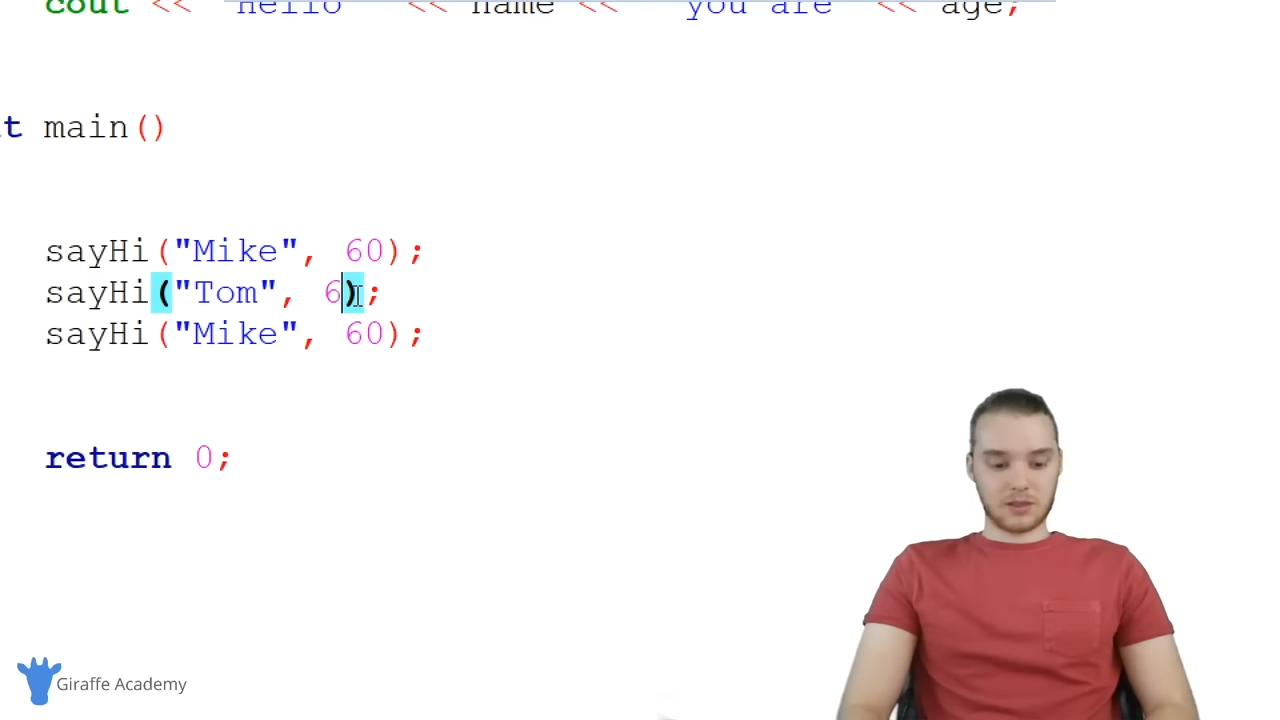 cout << "Hello " << name << " you are " << age;
t main()
sayHi("Mike", 60);
sayHi("Tom", 6);
sayHi("Mike", 60);
return 0;
Giraffe Academy